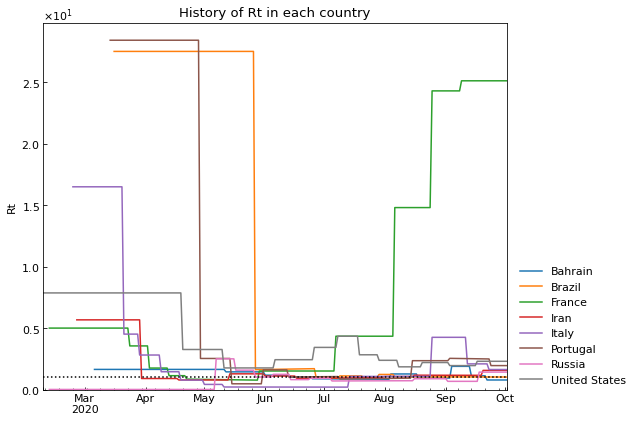 History of Rt in each country
×10¹
2.5
2.0
1.5
1.0
0.5
0.0
Rt
Mar Apr May Jun Jul Aug Sep Oct
2020
Bahrain
Brazil
France
Iran
Italy
Portugal
Russia
United States